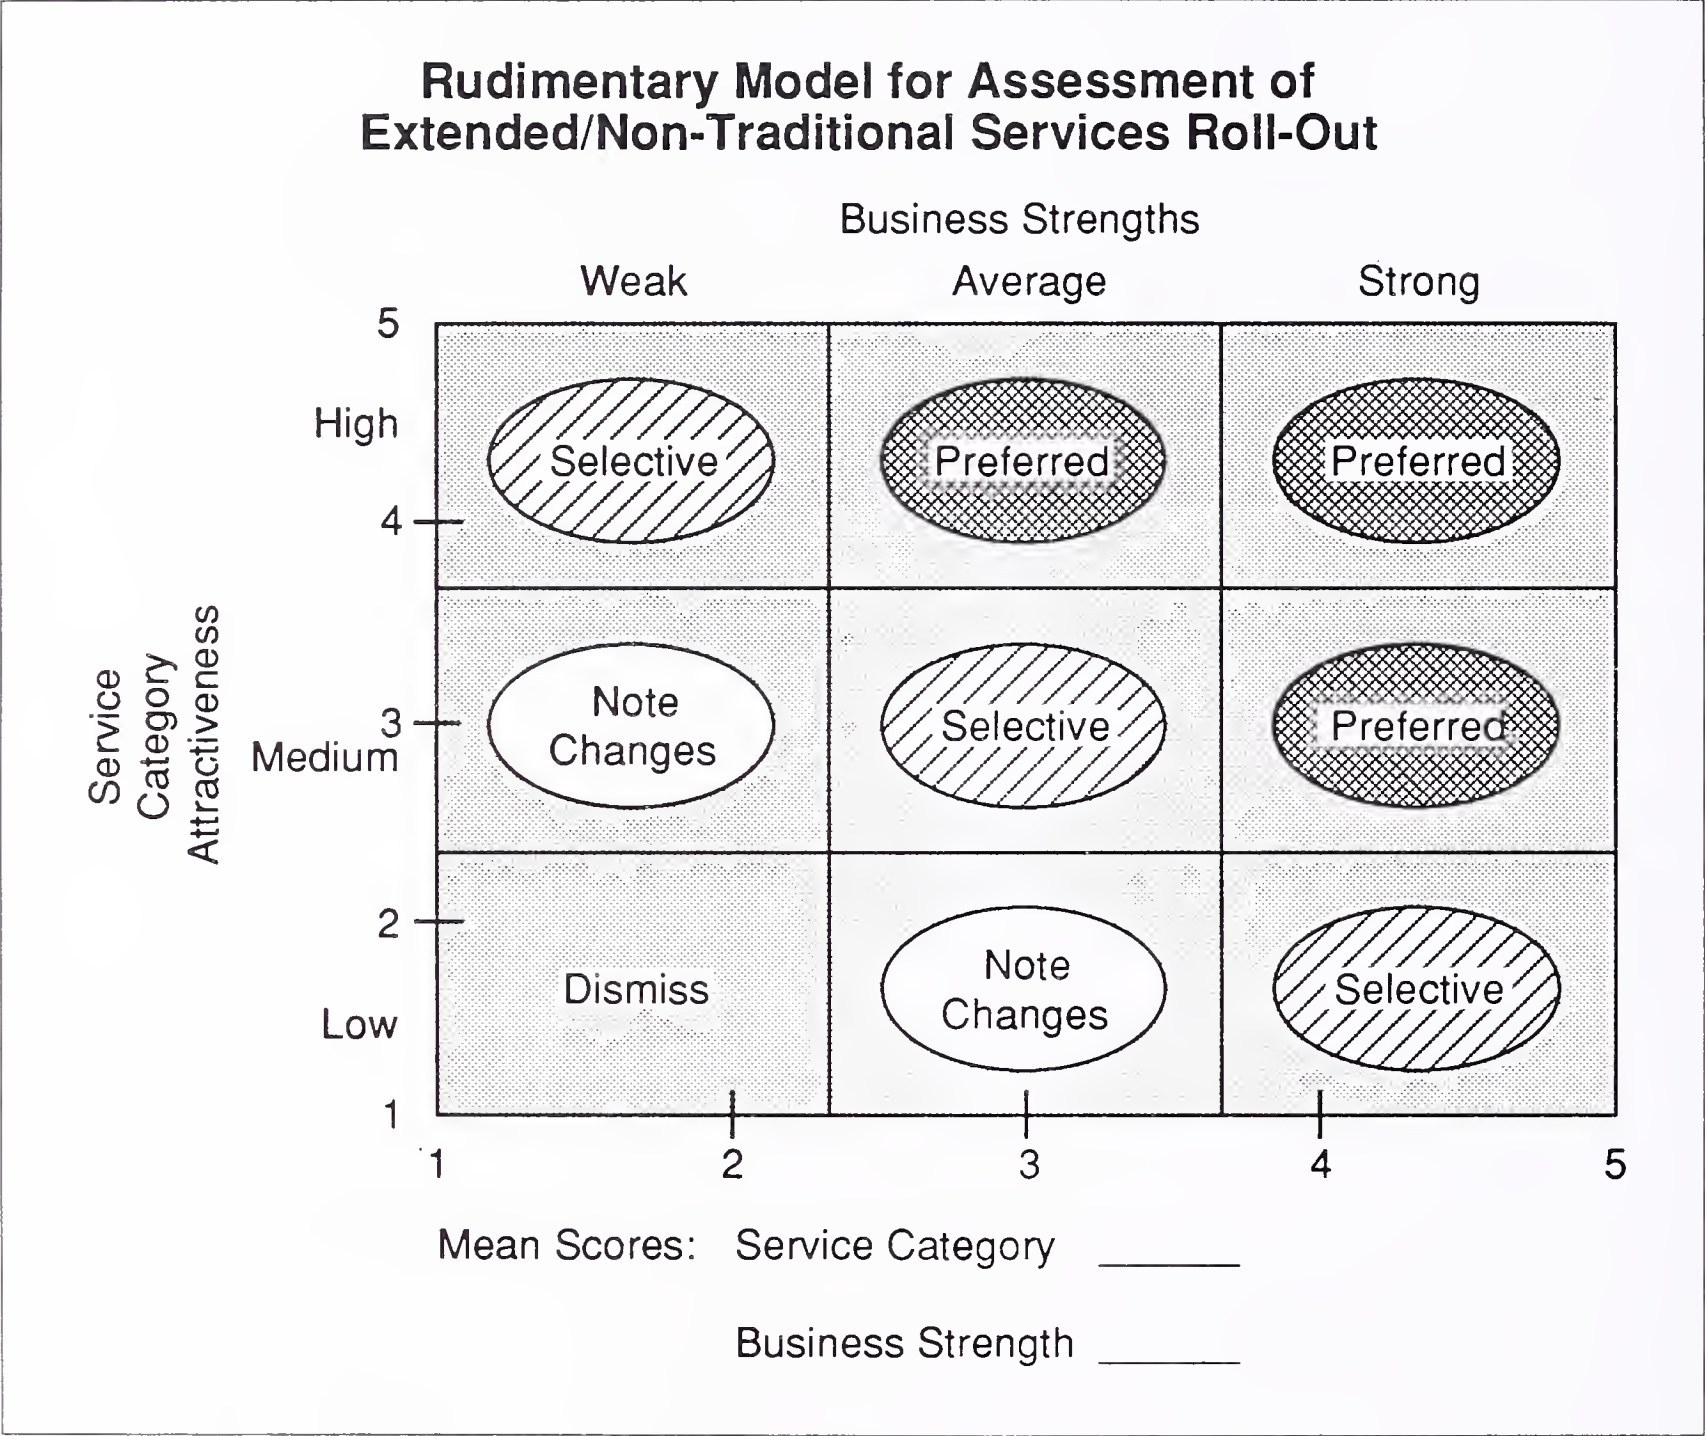 Rudimentary Model for Assessment of
Extended/Non-Traditional Services Roll-Out
Business Strengths
Weak Average Strong
5
High
Selective Preferred Preferred
4
Service
Category
Attractiveness
3
Medium
Note
Changes
Selective Preferred
2
Dismiss
Note
Changes
Selective
Low
1
1 2 3 4 5
Mean Scores: Service Category ______
Business Strength ______